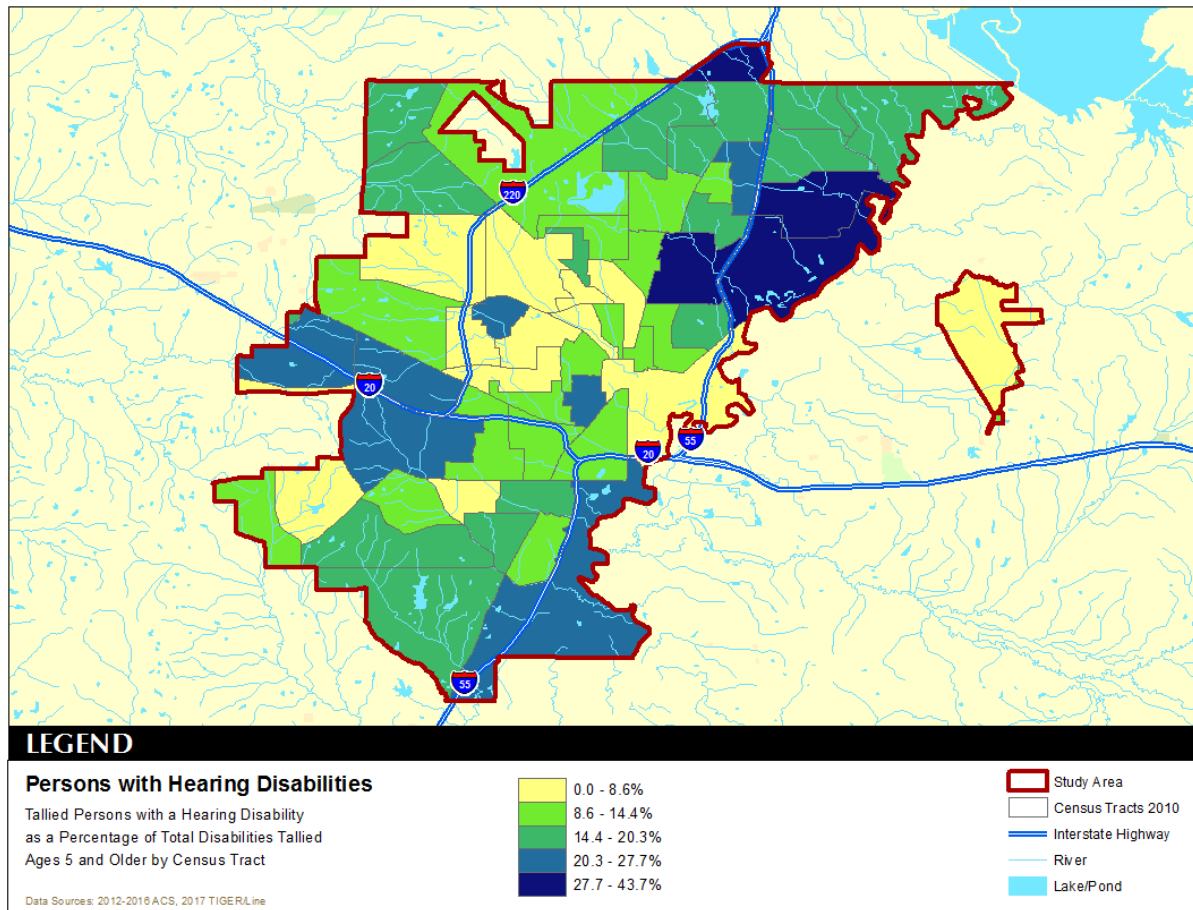 220
20
20
55
55
LEGEND
Persons with Hearing Disabilities
Tallied Persons with a Hearing Disability
as a Percentage of Total Disabilities Tallied
Ages 5 and Older by Census Tract
Data Sources: 2012-2016 ACS, 2017 TIGER/Line
0.0 - 8.6%
8.6 - 14.4%
14.4 - 20.3%
20.3 - 27.7%
27.7 - 43.7%
Study Area
Census Tracts 2010
Interstate Highway
River
Lake/Pond